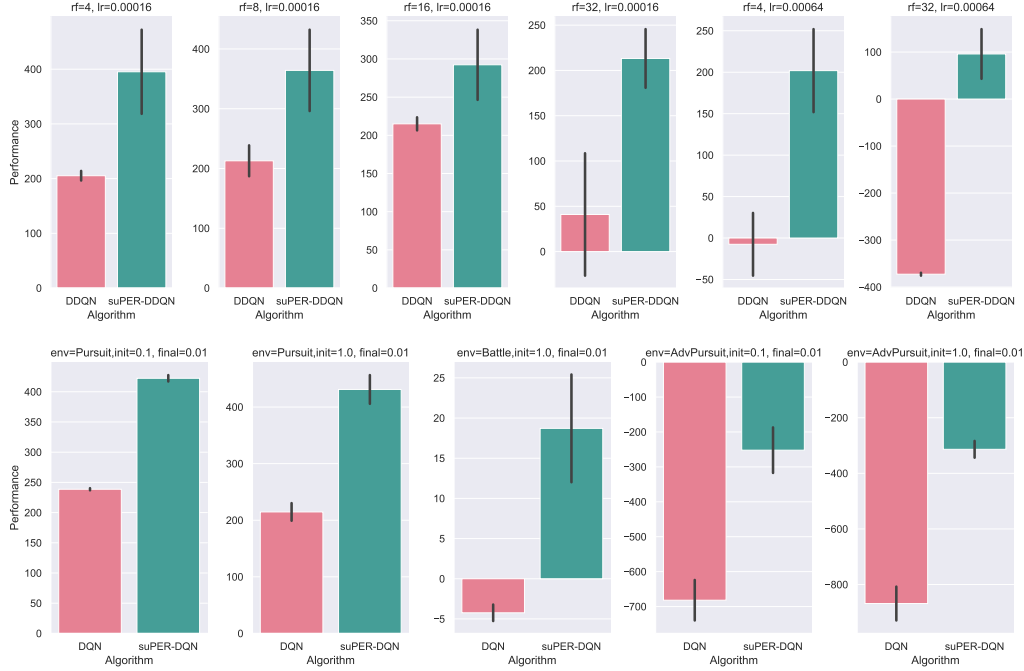 rf=4, lr=0.00016
rf=8, lr=0.00016
rf=16, lr=0.00016
rf=32, lr=0.00016
rf=4, lr=0.00064
rf=32, lr=0.00064
Performance
400
300
200
100
0
400
300
200
100
0
350
300
250
200
150
100
50
0
250
200
150
100
50
0
250
200
150
100
50
0
−50
100
0
−100
−200
−300
−400
DDQN suPER-DDQN
DDQN suPER-DDQN
DDQN suPER-DDQN
DDQN suPER-DDQN
DDQN suPER-DDQN
DDQN suPER-DDQN
Algorithm
Algorithm
Algorithm
Algorithm
Algorithm
Algorithm
env=Pursuit,init=0.1, final=0.01
env=Pursuit,init=1.0, final=0.01
env=Battle,init=1.0, final=0.01
env=AdvPursuit,init=0.1, final=0.01
env=AdvPursuit,init=1.0, final=0.01
Performance
400
350
300
250
200
150
100
50
0
400
300
200
100
0
25
20
15
10
5
0
−5
0
−100
−200
−300
−400
−500
−600
−700
0
−200
−400
−600
−800
DQN suPER-DQN
DQN suPER-DQN
DQN suPER-DQN
DQN suPER-DQN
DQN suPER-DQN
Algorithm
Algorithm
Algorithm
Algorithm
Algorithm